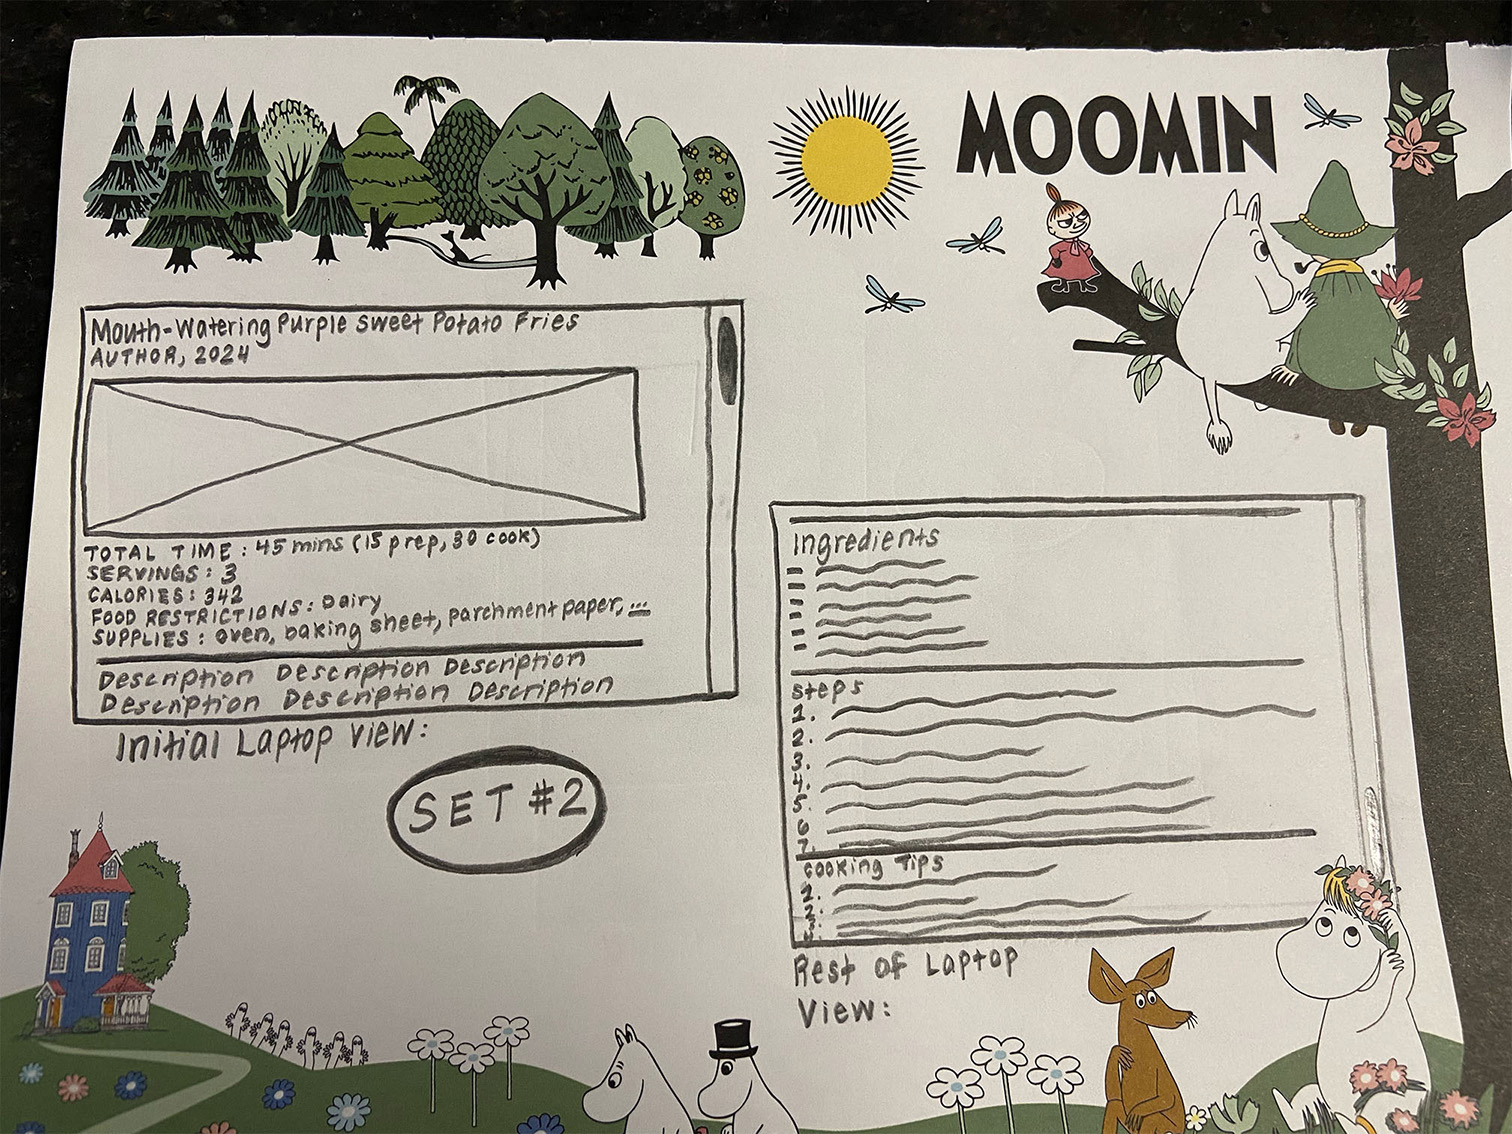 MOOMIN
Mouth-Watering Purple Sweet Potato Fries
AUTHOR, 2024
TOTAL TIME: 45 mins (15 prep, 30 cook)
SERVINGS: 3
CALORIES: 342
FOOD RESTRICTIONS: Dairy
SUPPLIES: oven, baking sheet, parchment paper, ...
Description Description Description
Description Description Description
Initial Laptop View:
SET #2
Ingredients
Steps
1.
2.
3.
4.
5.
6
7.
Cooking Tips
1.
2.
3.
Rest of Laptop
View: